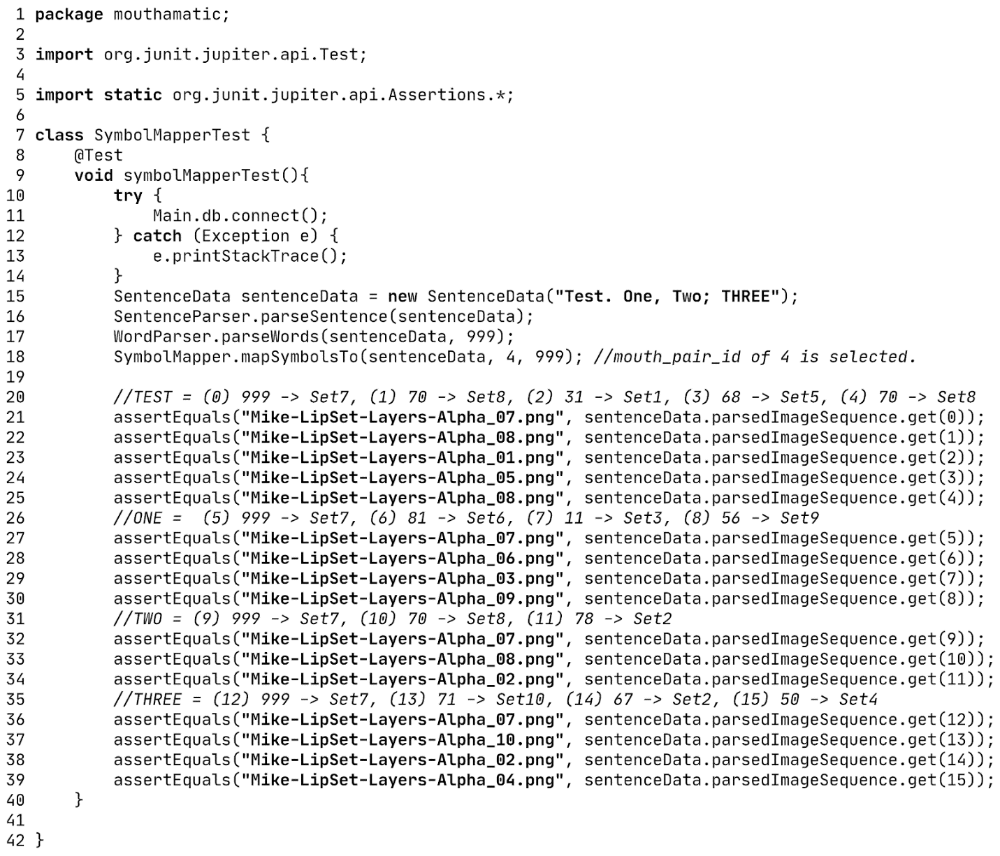 1 package mouthamatic;
2
3 import org.junit.jupiter.api.Test;
4
5 import static org.junit.jupiter.api.Assertions.*;
6
7 class SymbolMapperTest {
8     @Test
9     void symbolMapperTest(){
10         try {
11             Main.db.connect();
12         } catch (Exception e) {
13             e.printStackTrace();
14         }
15         SentenceData sentenceData = new SentenceData("Test. One, Two; THREE");
16         SentenceParser.parseSentence(sentenceData);
17         WordParser.parseWords(sentenceData, 999);
18         SymbolMapper.mapSymbolsTo(sentenceData, 4, 999); //mouth_pair_id of 4 is selected.
19
20         //TEST = (0) 999 -> Set7, (1) 70 -> Set8, (2) 31 -> Set1, (3) 68 -> Set5, (4) 70 -> Set8
21         assertEquals("Mike-LipSet-Layers-Alpha_07.png", sentenceData.parsedImageSequence.get(0));
22         assertEquals("Mike-LipSet-Layers-Alpha_08.png", sentenceData.parsedImageSequence.get(1));
23         assertEquals("Mike-LipSet-Layers-Alpha_01.png", sentenceData.parsedImageSequence.get(2));
24         assertEquals("Mike-LipSet-Layers-Alpha_05.png", sentenceData.parsedImageSequence.get(3));
25         assertEquals("Mike-LipSet-Layers-Alpha_08.png", sentenceData.parsedImageSequence.get(4));
26         //ONE =  (5) 999 -> Set7, (6) 81 -> Set6, (7) 11 -> Set3, (8) 56 -> Set9
27         assertEquals("Mike-LipSet-Layers-Alpha_07.png", sentenceData.parsedImageSequence.get(5));
28         assertEquals("Mike-LipSet-Layers-Alpha_06.png", sentenceData.parsedImageSequence.get(6));
29         assertEquals("Mike-LipSet-Layers-Alpha_03.png", sentenceData.parsedImageSequence.get(7));
30         assertEquals("Mike-LipSet-Layers-Alpha_09.png", sentenceData.parsedImageSequence.get(8));
31         //TWO = (9) 999 -> Set7, (10) 70 -> Set8, (11) 78 -> Set2
32         assertEquals("Mike-LipSet-Layers-Alpha_07.png", sentenceData.parsedImageSequence.get(9));
33         assertEquals("Mike-LipSet-Layers-Alpha_08.png", sentenceData.parsedImageSequence.get(10));
34         assertEquals("Mike-LipSet-Layers-Alpha_02.png", sentenceData.parsedImageSequence.get(11));
35         //THREE = (12) 999 -> Set7, (13) 71 -> Set10, (14) 67 -> Set2, (15) 50 -> Set4
36         assertEquals("Mike-LipSet-Layers-Alpha_07.png", sentenceData.parsedImageSequence.get(12));
37         assertEquals("Mike-LipSet-Layers-Alpha_10.png", sentenceData.parsedImageSequence.get(13));
38         assertEquals("Mike-LipSet-Layers-Alpha_02.png", sentenceData.parsedImageSequence.get(14));
39         assertEquals("Mike-LipSet-Layers-Alpha_04.png", sentenceData.parsedImageSequence.get(15));
40     }
41
42 }